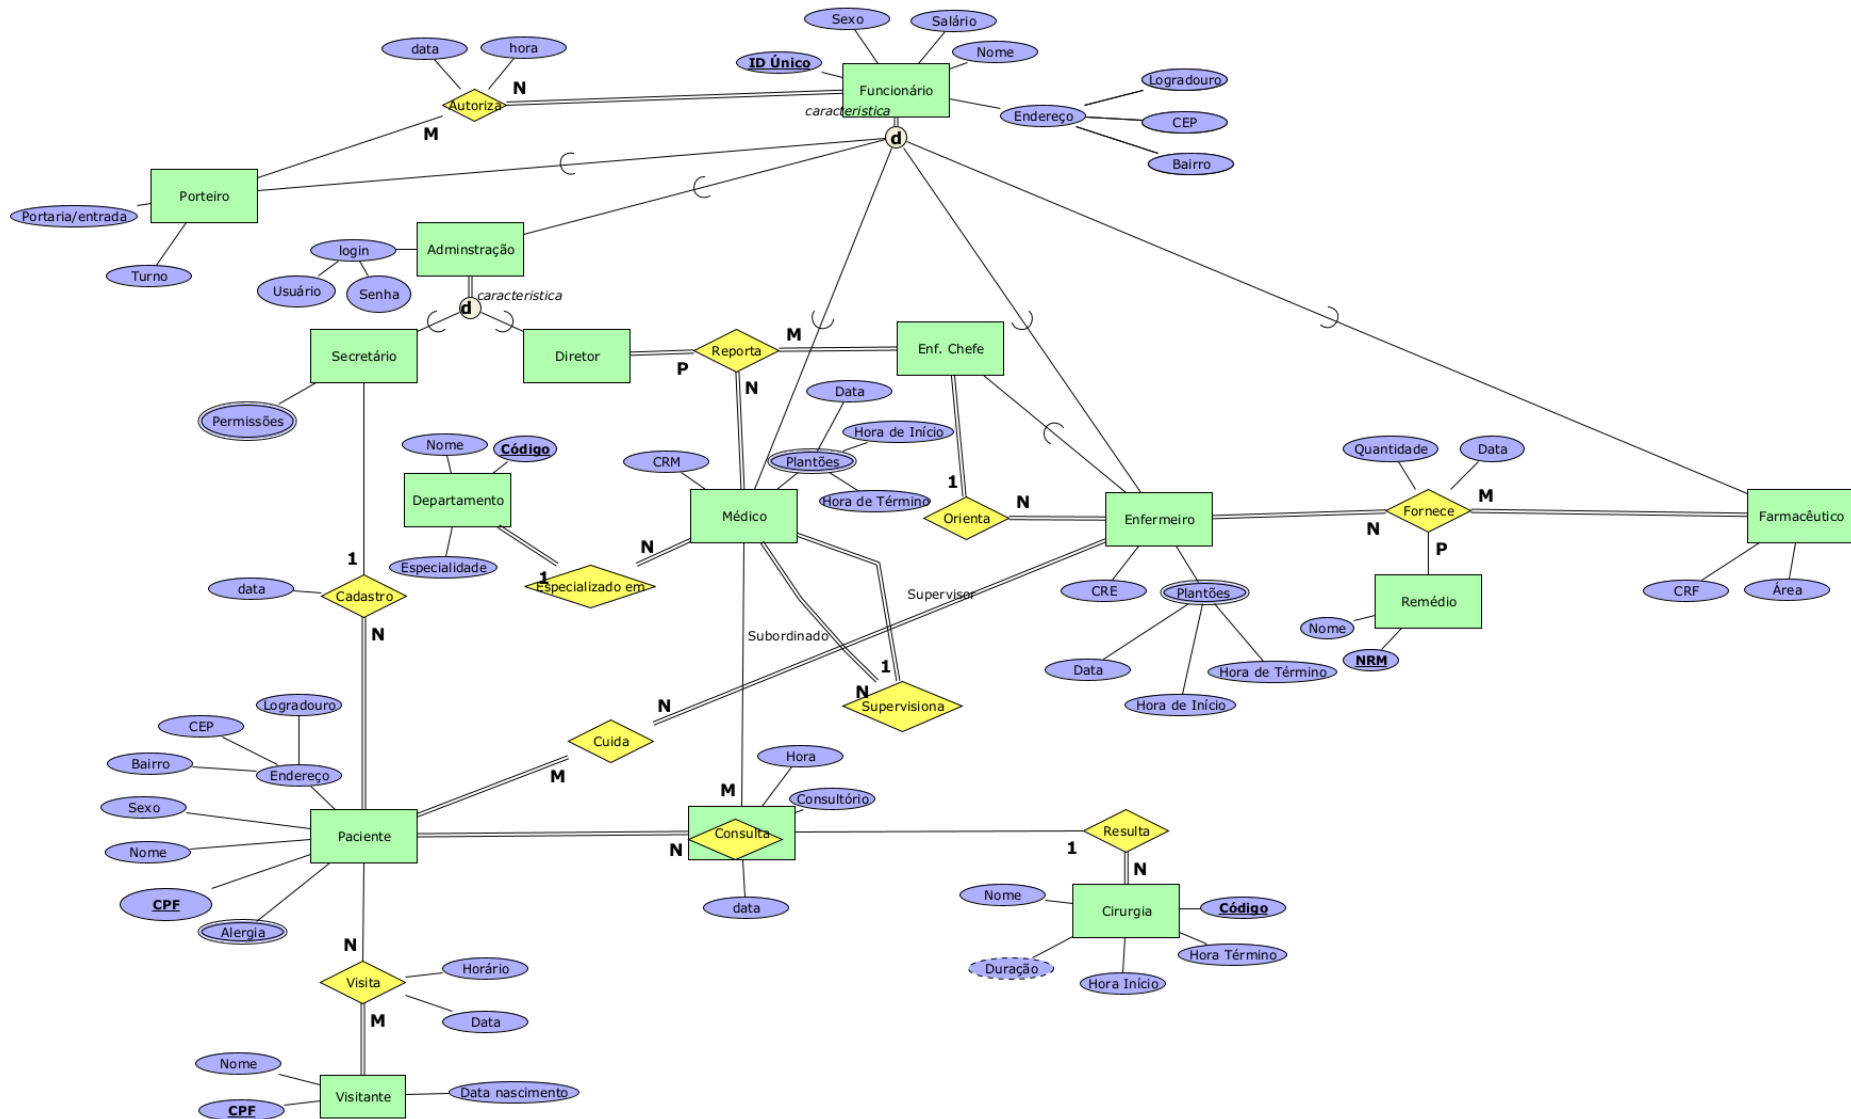 Sexo
Salário
data
hora
Nome
ID Único
Logradouro
N
Funcionário
Autoriza
caracteristica
Endereço
CEP
M
d
Bairro
Porteiro
Portaria/entrada
Adminstração
login
Turno
Usuário
Senha
caracteristica
d
Secretário
Diretor
P
Reporta
M
N
Enf. Chefe
Data
Permissões
Hora de Início
Nome
Código
CRM
Plantões
Quantidade
Data
Departamento
Hora de Término
1
M
Médico
Orienta
N
Enfermeiro
N
Fornece
Farmacêutico
1
N
P
Especialidade
data
Cadastro
1
Especializado em
Supervisor
CRE
Plantões
Remédio
CRF
Área
N
Subordinado
Nome
NRM
1
Data
Hora de Término
N
Supervisiona
Hora de Início
Logradouro
N
CEP
Cuida
Bairro
Endereço
M
Hora
M
Consultório
Sexo
Paciente
Consulta
Resulta
Nome
N
1
N
CPF
Nome
Código
data
Cirurgia
Alergia
N
Hora Término
Horário
Duração
Visita
Hora Início
M
Data
Nome
Visitante
Data nascimento
CPF